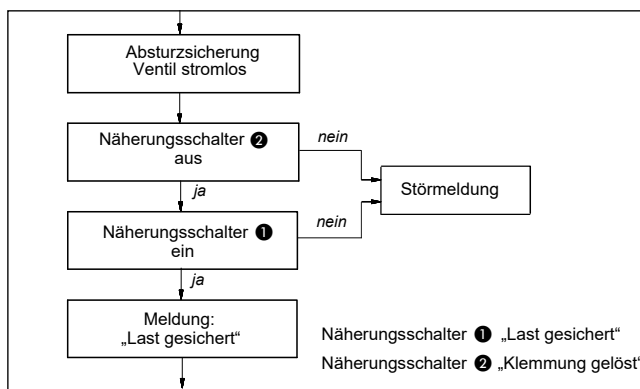 Absturzsicherung
Ventil stromlos
Näherungsschalter ❷
aus
nein
ja
Störmeldung
nein
Näherungsschalter ❶
ein
ja
Meldung:
„Last gesichert“
Näherungsschalter ❶ „Last gesichert“
Näherungsschalter ❷ „Klemmung gelöst“